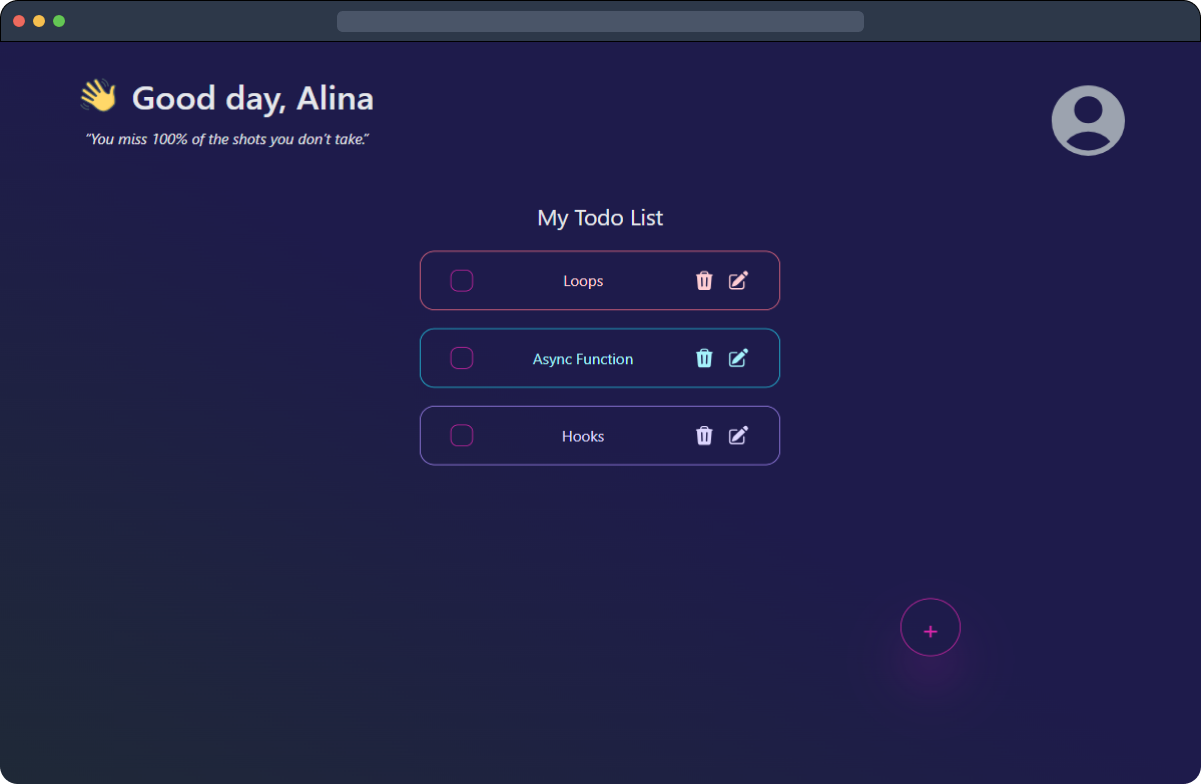 👋 Good day, Alina
“You miss 100% of the shots you don't take.”
My Todo List
Loops
Async Function
Hooks
+